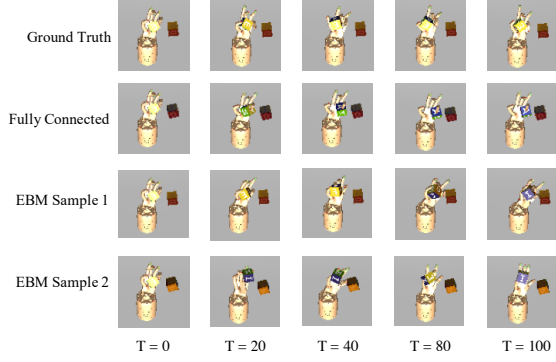 Ground Truth
Fully Connected
EBM Sample 1
EBM Sample 2
T = 0 T = 20 T = 40 T = 80 T = 100